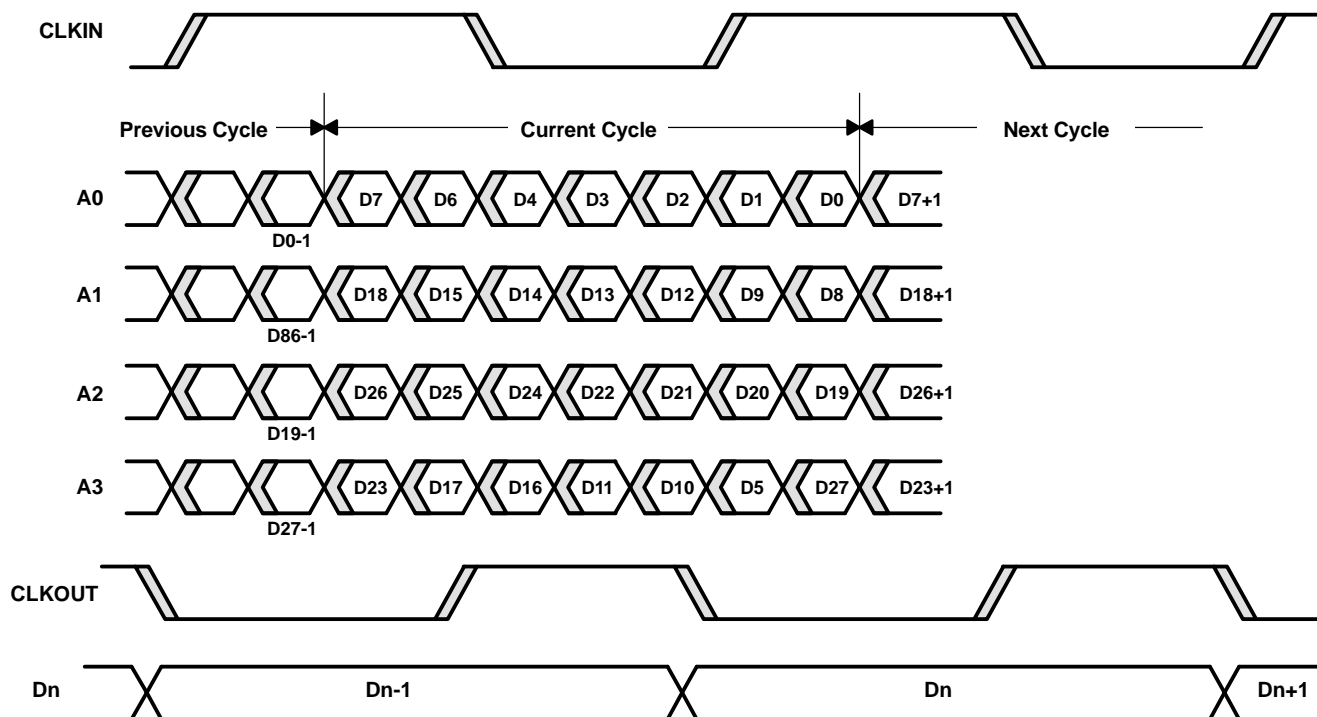 CLKIN
Previous Cycle Current Cycle Next Cycle
A0 D7 D6 D4 D3 D2 D1 D0 D7+1
D0-1
A1 D18 D15 D14 D13 D12 D9 D8 D18+1
D86-1
A2 D26 D25 D24 D22 D21 D20 D19 D26+1
D19-1
A3 D23 D17 D16 D11 D10 D5 D27 D23+1
D27-1
CLKOUT
Dn Dn-1 Dn Dn+1